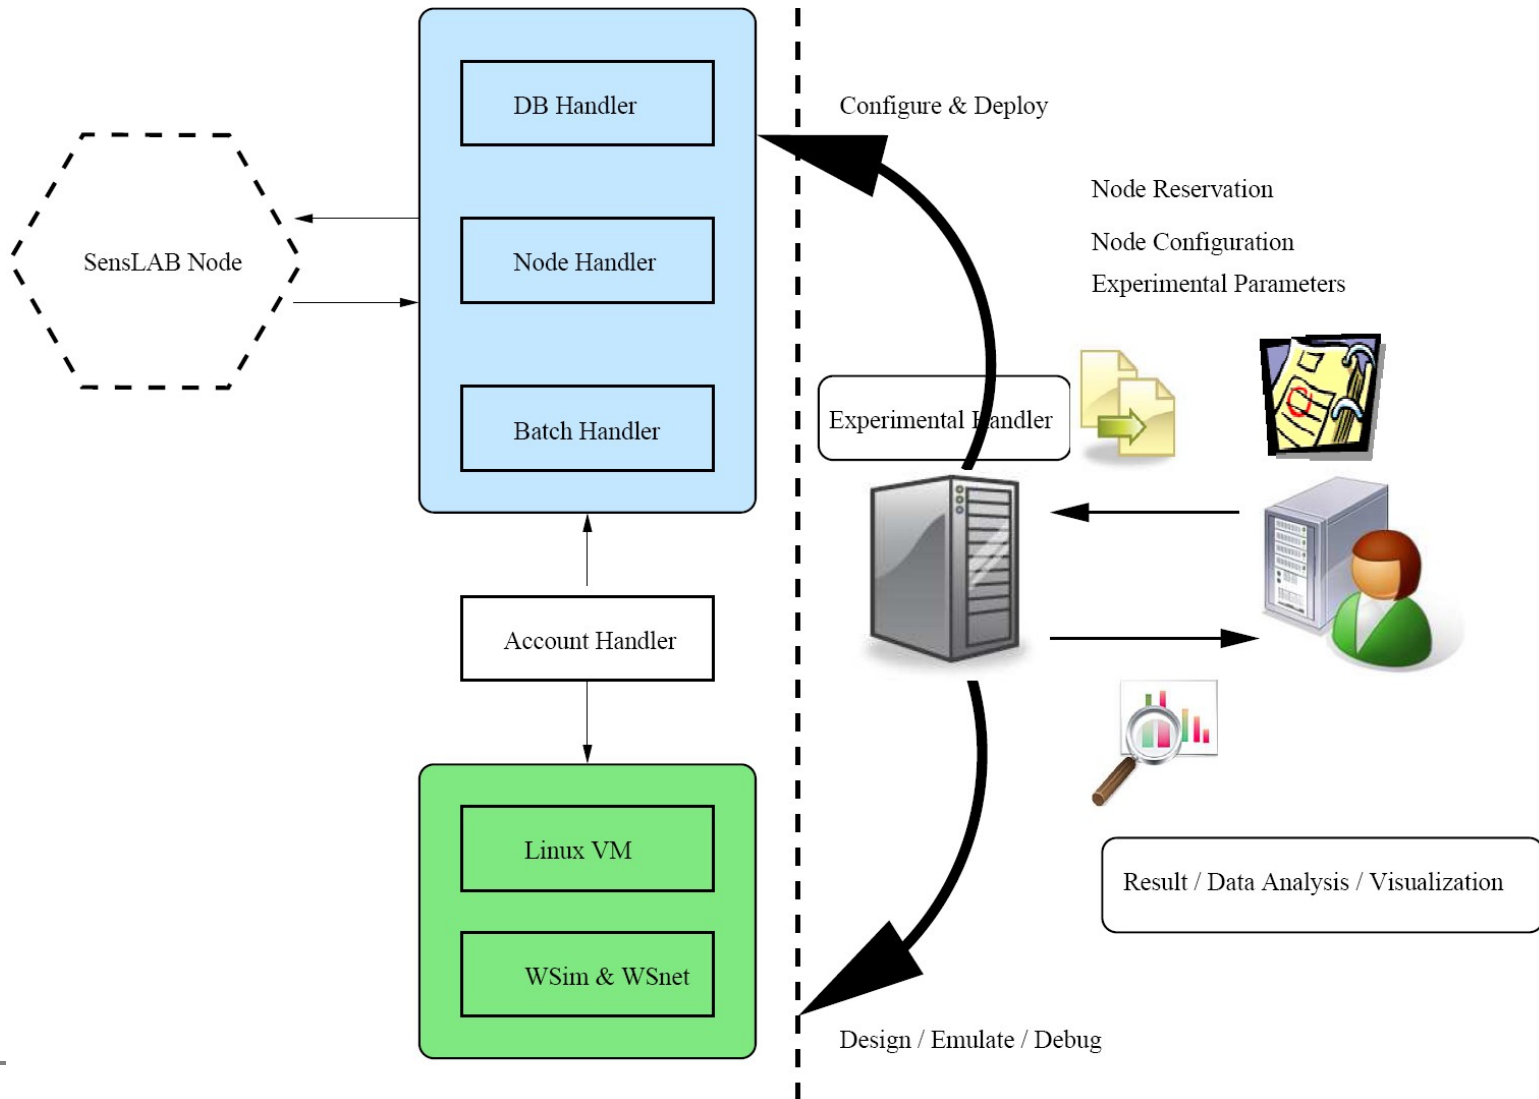 DB Handler
Configure & Deploy
Node Reservation
Node Configuration
Experimental Parameters
SensLAB Node
Node Handler
Batch Handler
Experimental Handler
Account Handler
Linux VM
WSim & WSnet
Result / Data Analysis / Visualization
Design / Emulate / Debug